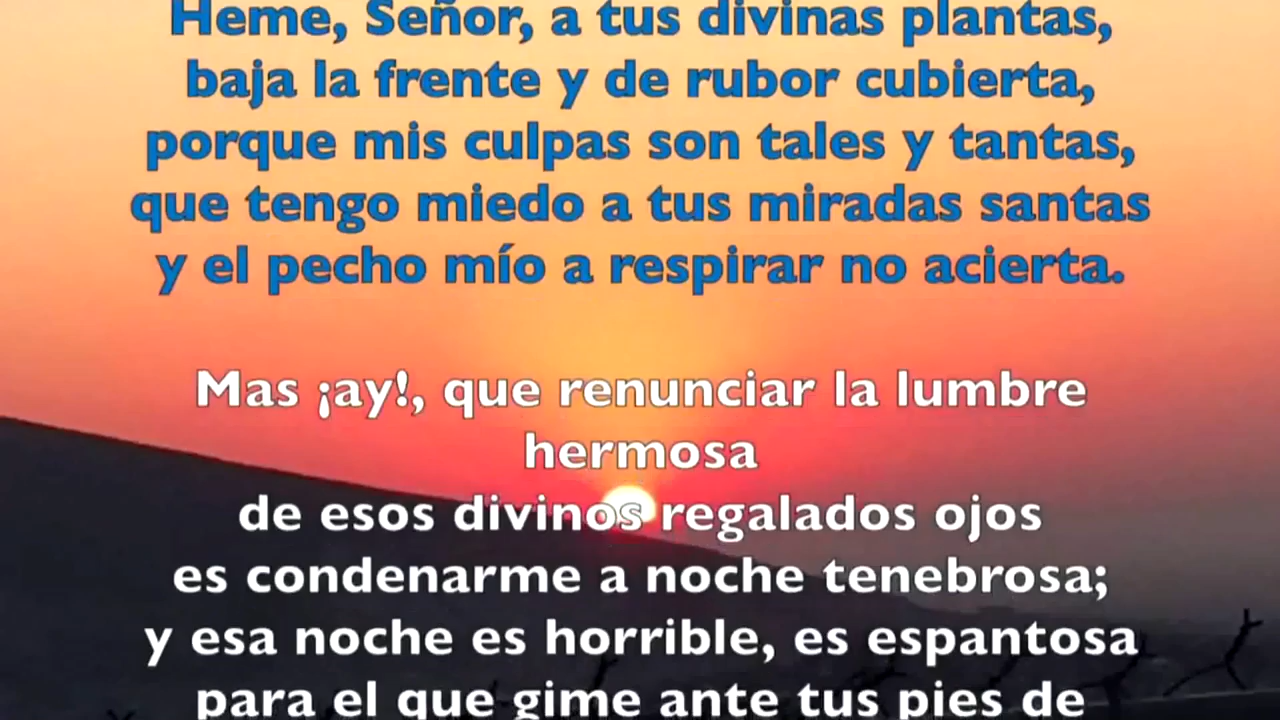 Heme, Señor, a tus divinas plantas,
baja la frente y de rubor cubierta,
porque mis culpas son tales y tantas,
que tengo miedo a tus miradas santas
y el pecho mío a respirar no acierta.
Mas ¡ay!, que renunciar la lumbre
hermosa
de esos divinos regalados ojos
es condenarme a noche tenebrosa;
y esa noche es horrible, es espantosa
para el que gime ante tus pies de